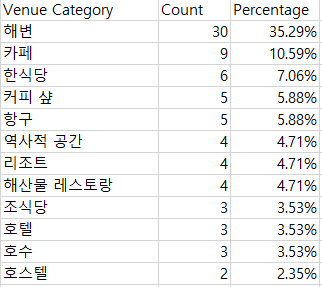 Venue Category Count Percentage
해변 30 35.29%
카페 9 10.59%
한식당 6 7.06%
커피 샾 5 5.88%
항구 5 5.88%
역사적 공간 4 4.71%
리조트 4 4.71%
해산물 레스토랑 4 4.71%
조식당 3 3.53%
호텔 3 3.53%
호수 3 3.53%
호스텔 2 2.35%